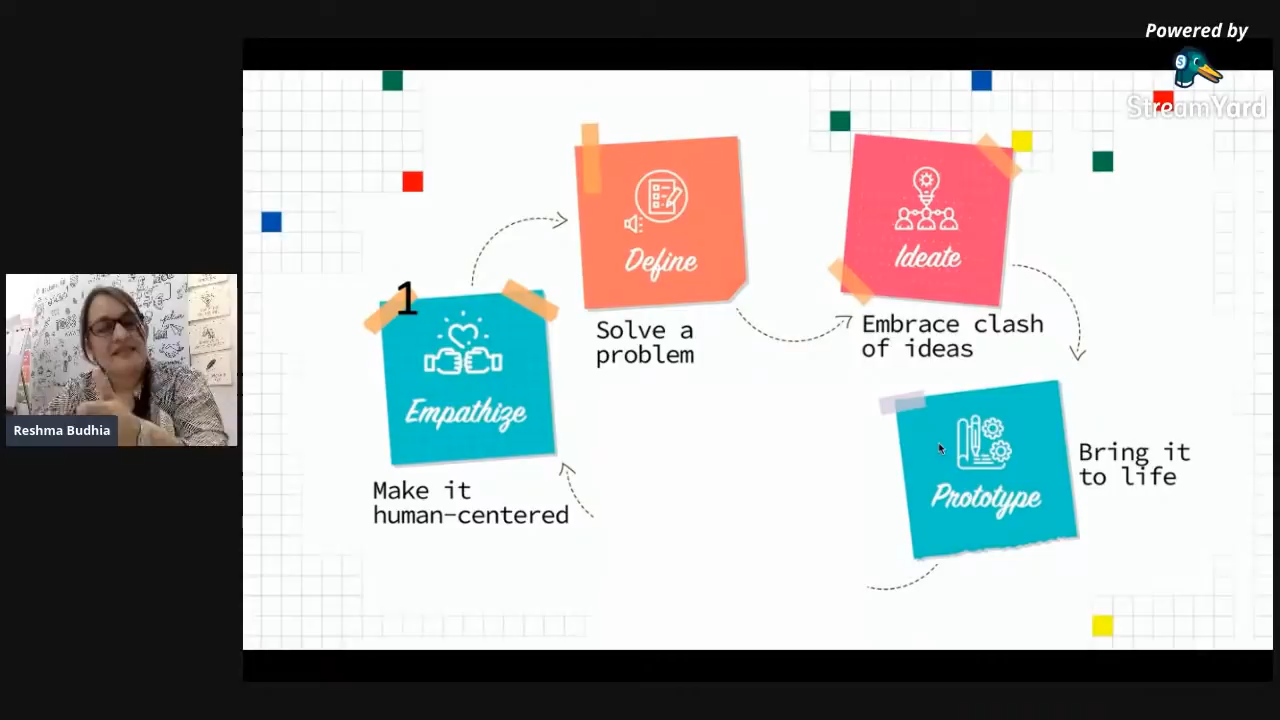 Powered by
StreamYard
1
Empathize
Make it
human-centered
Define
Solve a
problem
Ideate
Embrace clash
of ideas
Prototype
Bring it
to life
Reshma Budhia